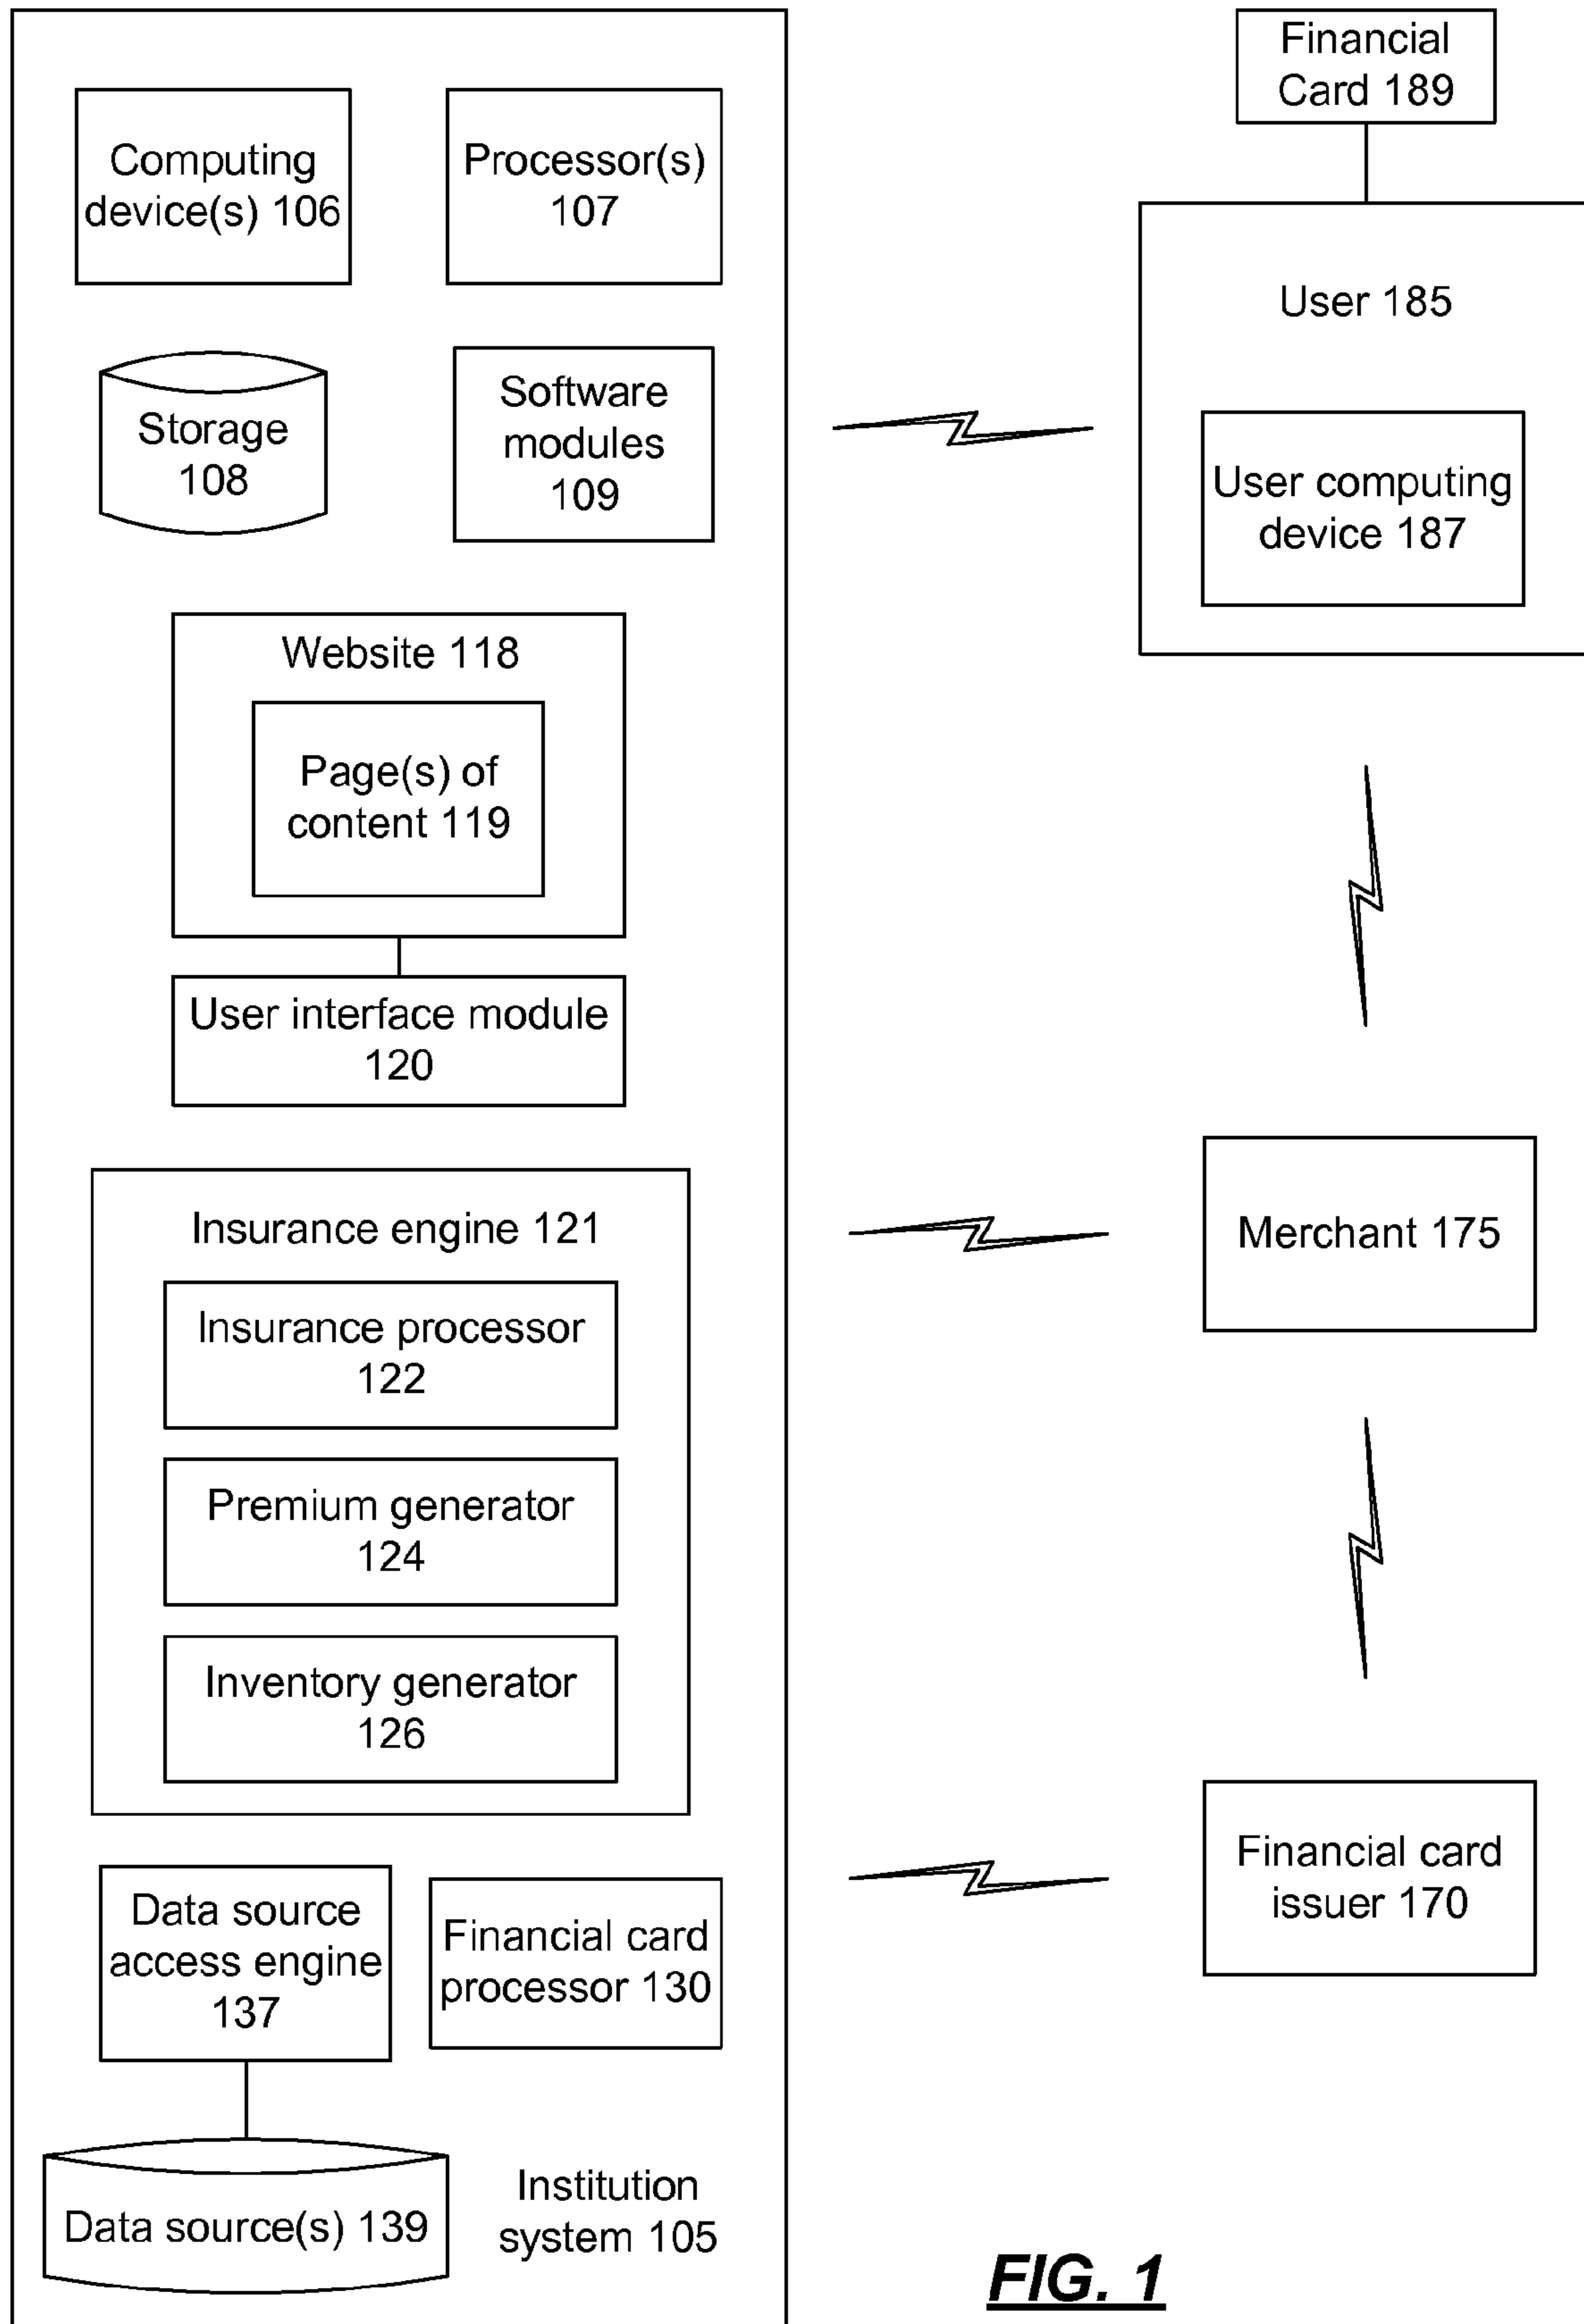 Financial
Card 189
Computing
device(s) 106
Processor(s)
107
User 185
Storage
108
Software
modules
109
User computing
device 187
Website 118
Page(s) of
content 119
User interface module
120
Insurance engine 121
Merchant 175
Insurance processor
122
Premium generator
124
Inventory generator
126
Financial card
issuer 170
Data source
access engine
137
Financial card
processor 130
Data source(s) 139
Institution
system 105
FIG. 1